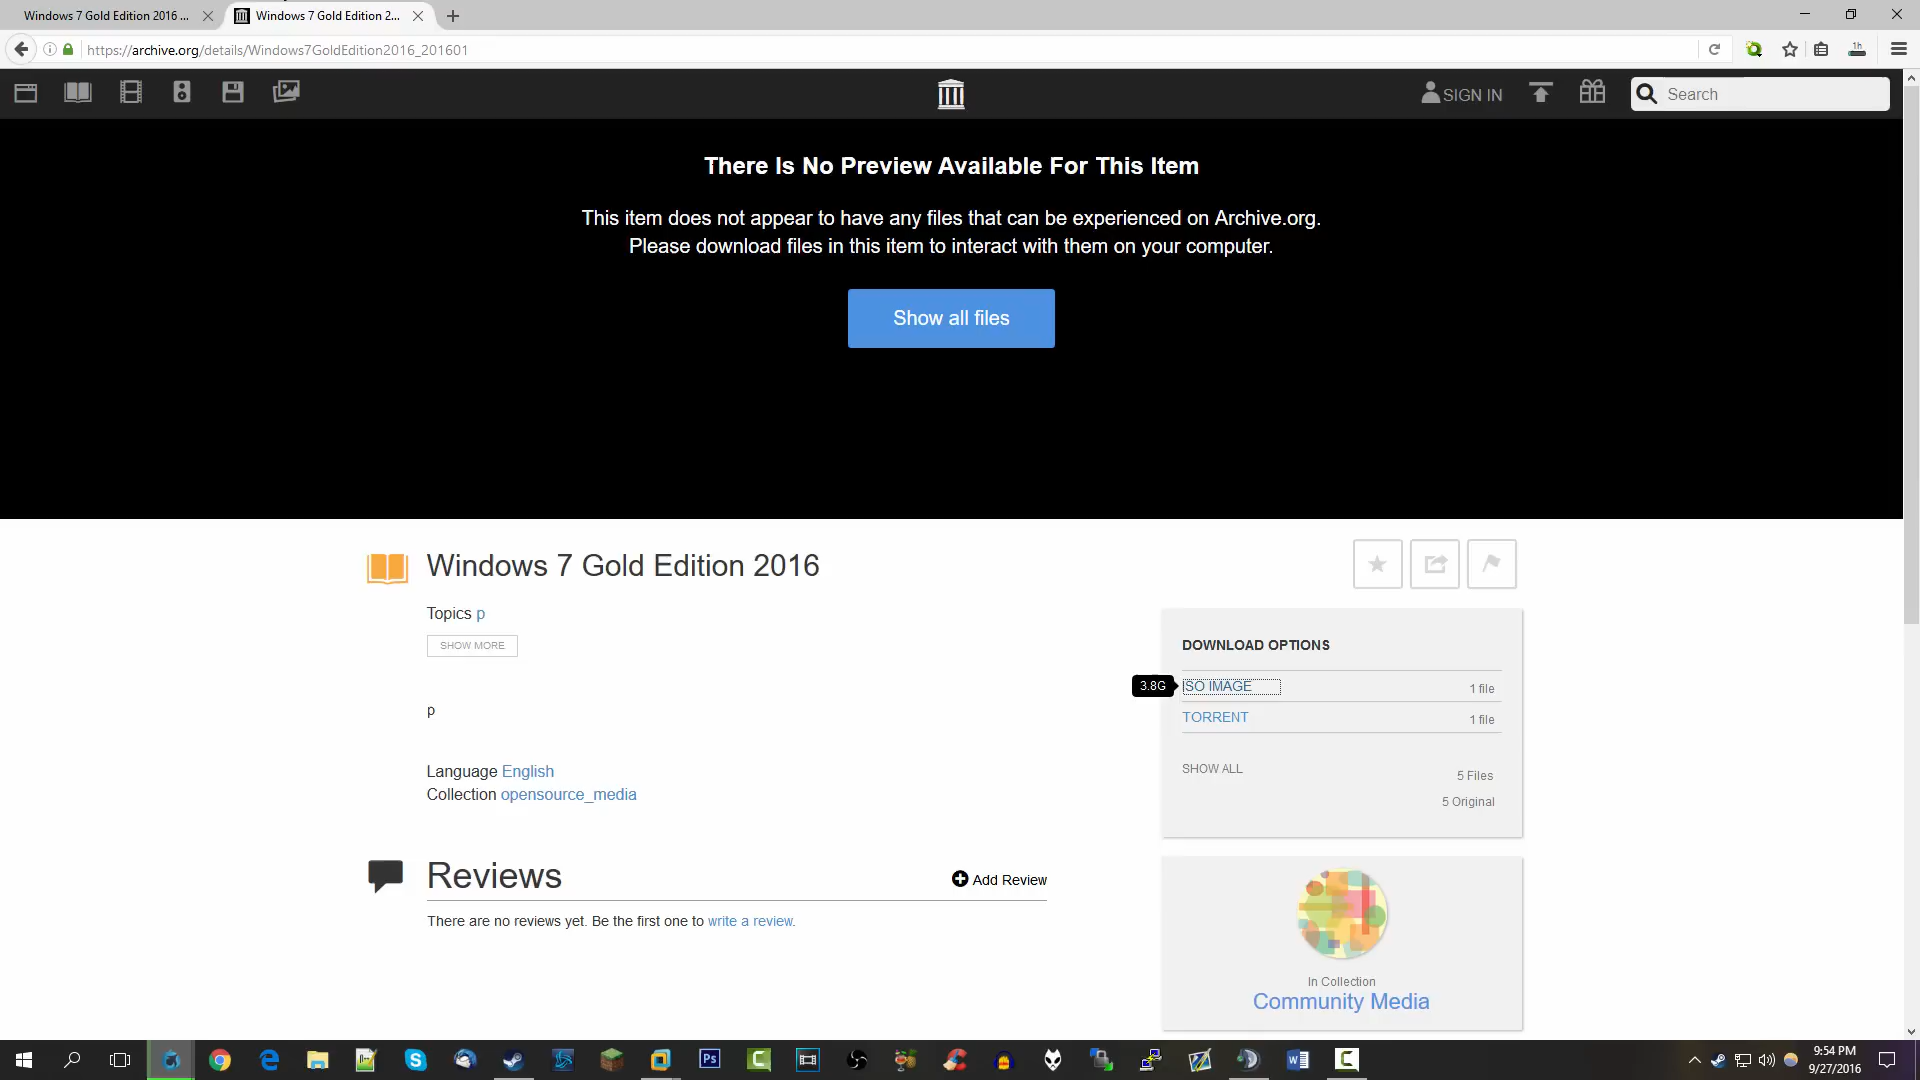 Windows 7 Gold Edition 2016 ...
Windows 7 Gold Edition 2...
https://archive.org/details/Windows7GoldEdition2016_201601
1h
SIGN IN
Search
There Is No Preview Available For This Item
This item does not appear to have any files that can be experienced on Archive.org.
Please download files in this item to interact with them on your computer.
Show all files
Windows 7 Gold Edition 2016
Topics p
SHOW MORE
p
Language English
Collection opensource_media
DOWNLOAD OPTIONS
3.8G
ISO IMAGE 1 file
TORRENT 1 file
SHOW ALL 5 Files
5 Original
Reviews
Add Review
There are no reviews yet. Be the first one to write a review.
In Collection
Community Media
Ps
9:54 PM
9/27/2016